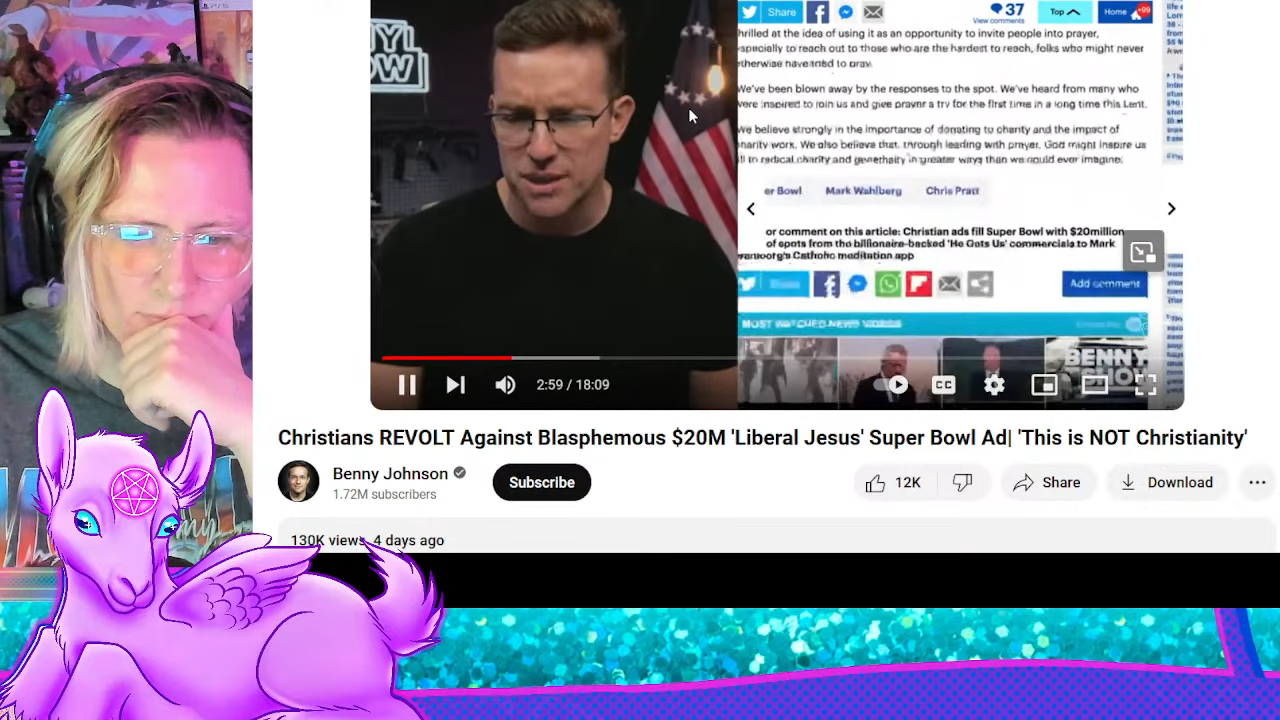 Share
37
View comments
Top
Home
+99
hrilled at the idea of using it as an opportunity to invite people into prayer,
specially to reach out to those who are the hardest to reach, folks who might never
therwise have tried to pray.
We've been blown away by the responses to the spot. We've heard from many who
were inspired to join us and give prayer a try for the first time in a long time this Lent.
We believe strongly in the importance of donating to charity and the impact of
harity work. We also believe that, through leading with prayer, God might inspire us
ll to radical charity and generosity in greater ways than we could ever imagine.
er Bowl Mark Wahlberg Chris Pratt
or comment on this article: Christian ads fill Super Bowl with $20million
of spots from the billionaire-backed 'He Gets Us' commercials to Mark
Catholic meditation app
Share
Add comment
MOST WATCHED NEWS VIDEOS
BENNY
SHOW
2:59 / 18:09
CC
Christians REVOLT Against Blasphemous $20M 'Liberal Jesus' Super Bowl Ad| 'This is NOT Christianity'
Benny Johnson
1.72M subscribers
Subscribe
12K
Share
Download
130K views 4 days ago